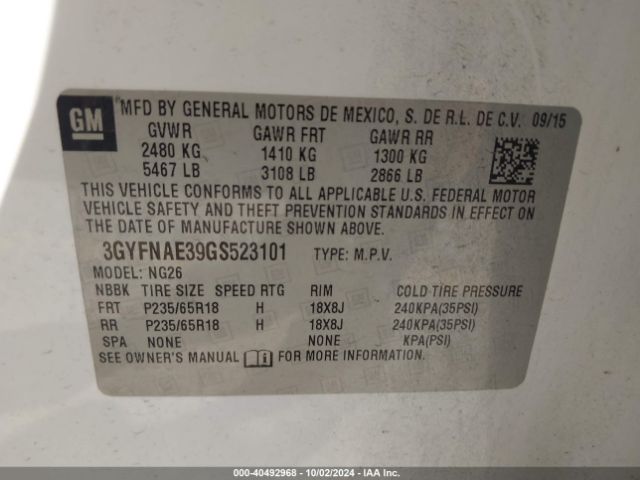 GM
MFD BY GENERAL MOTORS DE MEXICO, S. DE R.L. DE C.V. 09/15
GVWR GAWR FRT GAWR RR
2480 KG 1410 KG 1300 KG
5467 LB 3108 LB 2866 LB
THIS VEHICLE CONFORMS TO ALL APPLICABLE U.S. FEDERAL MOTOR
VEHICLE SAFETY AND THEFT PREVENTION STANDARDS IN EFFECT ON
THE DATE OF MANUFACTURE SHOWN ABOVE.
3GYFNAE39GS523101 TYPE: M.P.V.
MODEL: NG26
NBBK TIRE SIZE SPEED RTG RIM COLD TIRE PRESSURE
FRT P235/65R18 H 18X8J 240KPA(35PSI)
RR P235/65R18 H 18X8J 240KPA(35PSI)
SPA NONE NONE KPA(PSI)
SEE OWNER'S MANUAL FOR MORE INFORMATION.
000-40492968 - 10/02/2024 - IAA Inc.